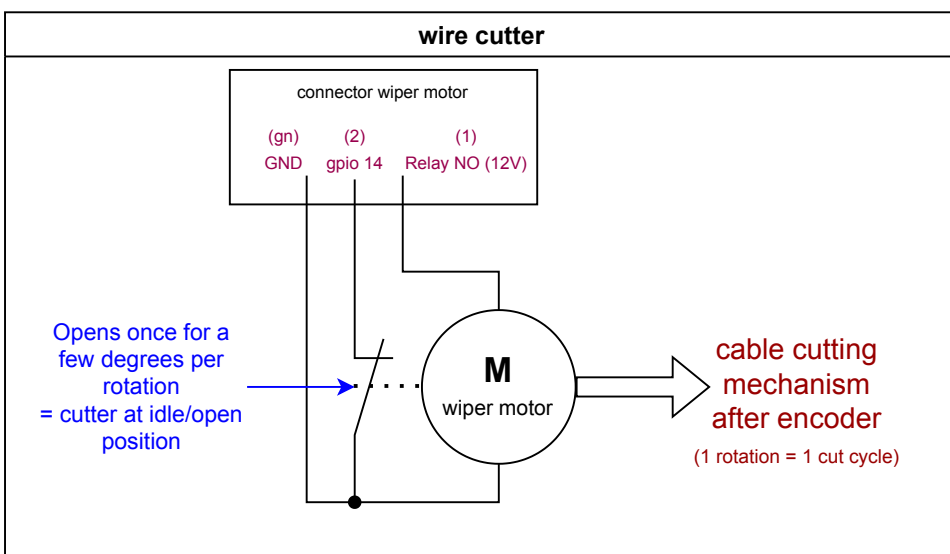 wire cutter
connector wiper motor
(gn) (2) (1)
GND gpio 14 Relay NO (12V)
Opens once for a
few degrees per
rotation
= cutter at idle/open
position
M
wiper motor
cable cutting
mechanism
after encoder
(1 rotation = 1 cut cycle)